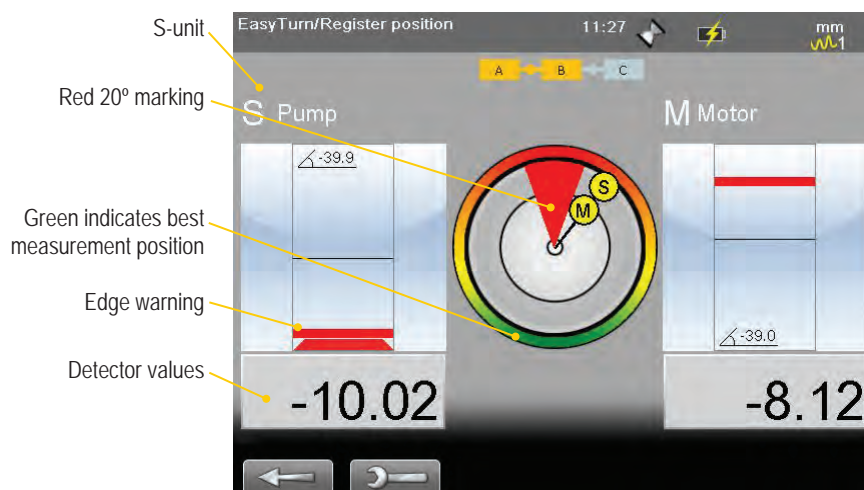 S-unit
Red 20º marking
Green indicates best
measurement position
Edge warning
Detector values
EasyTurn/Register position
11:27
mm
1
A B C
S Pump
M Motor
-39.9
S
M
-39.0
-10.02
-8.12